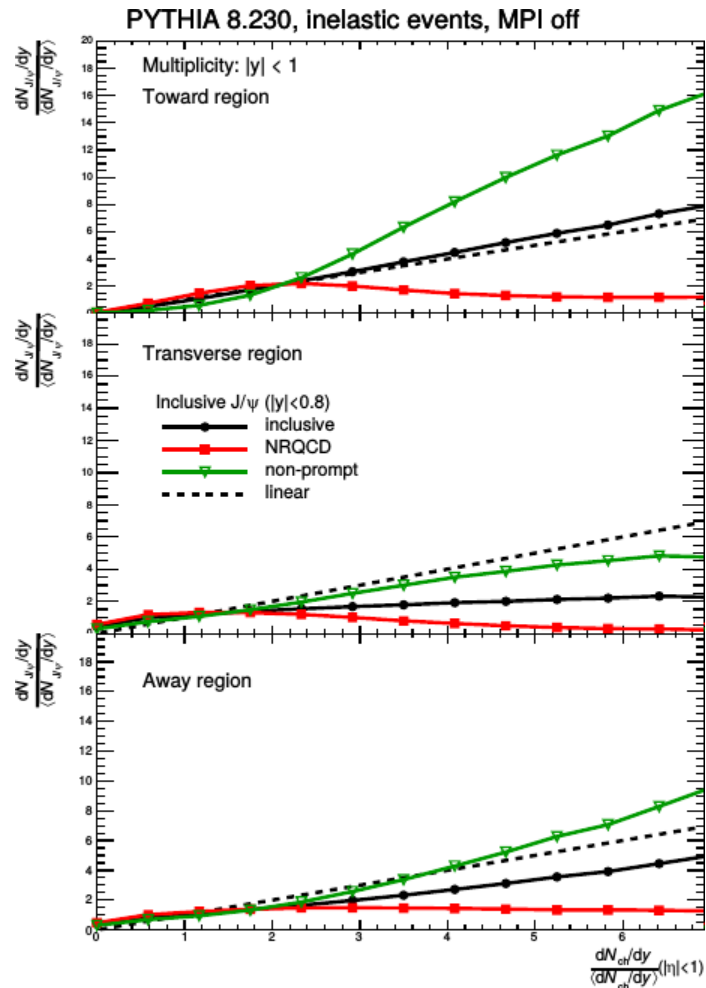 PYTHIA 8.230, inelastic events, MPI off
dN_J/ψ/dy
⟨dN_J/ψ/dy⟩
20
18
16
14
12
10
8
6
4
2
0
Multiplicity: |y| < 1
Toward region
dN_J/ψ/dy
⟨dN_J/ψ/dy⟩
18
16
14
12
10
8
6
4
2
0
Transverse region
Inclusive J/ψ (|y|<0.8)
inclusive
NRQCD
non-prompt
linear
dN_J/ψ/dy
⟨dN_J/ψ/dy⟩
18
16
14
12
10
8
6
4
2
0
Away region
0 1 2 3 4 5 6
dN_ch/dy
⟨dN_ch/dy⟩ (|η|<1)